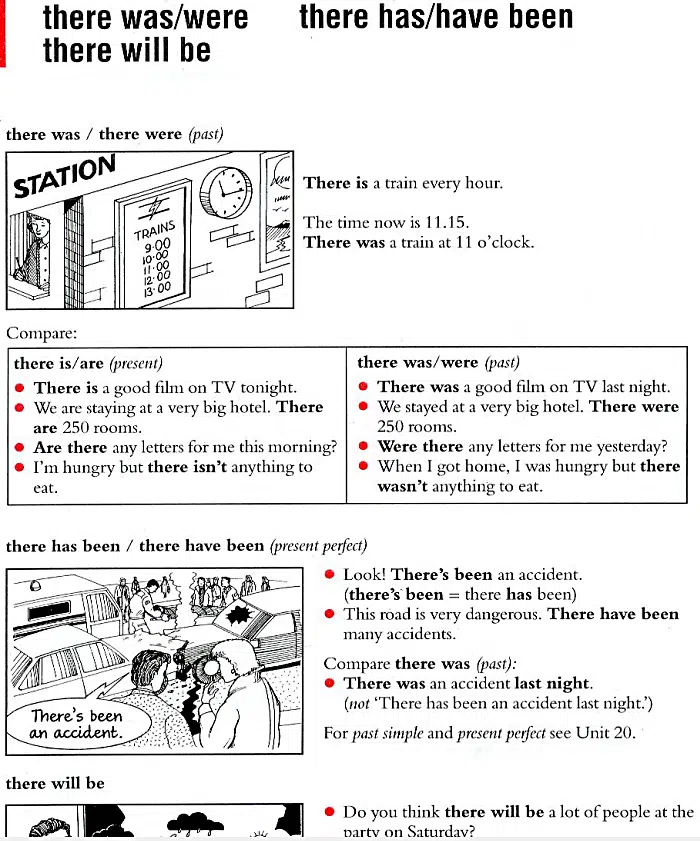 there was/were there has/have been
there will be
there was / there were (past)
STATION
TRAINS
9·00
10·00
11·00
12·00
13·00
There is a train every hour.
The time now is 11.15.
There was a train at 11 o'clock.
Compare:
there is/are (present)
● There is a good film on TV tonight.
● We are staying at a very big hotel. There
are 250 rooms.
● Are there any letters for me this morning?
● I'm hungry but there isn't anything to
eat.
there was/were (past)
● There was a good film on TV last night.
● We stayed at a very big hotel. There were
250 rooms.
● Were there any letters for me yesterday?
● When I got home, I was hungry but there
wasn't anything to eat.
there has been / there have been (present perfect)
There's been
an accident.
● Look! There's been an accident.
(there's been = there has been)
● This road is very dangerous. There have been
many accidents.
Compare there was (past):
● There was an accident last night.
(not 'There has been an accident last night.')
For past simple and present perfect see Unit 20.
there will be
● Do you think there will be a lot of people at the
party on Saturday?